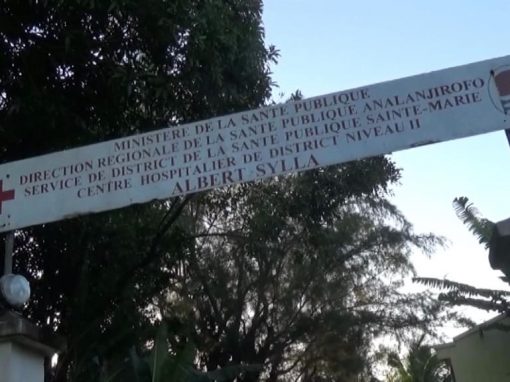 MINISTERE DE LA SANTÉ PUBLIQUE
DIRECTION REGIONALE DE LA SANTE PUBLIQUE ANALANJIROFO
SERVICE DE DISTRICT DE LA SANTE PUBLIQUE SAINTE-MARIE
CENTRE HOSPITALIER DE DISTRICT NIVEAU II
ALBERT SYLLA